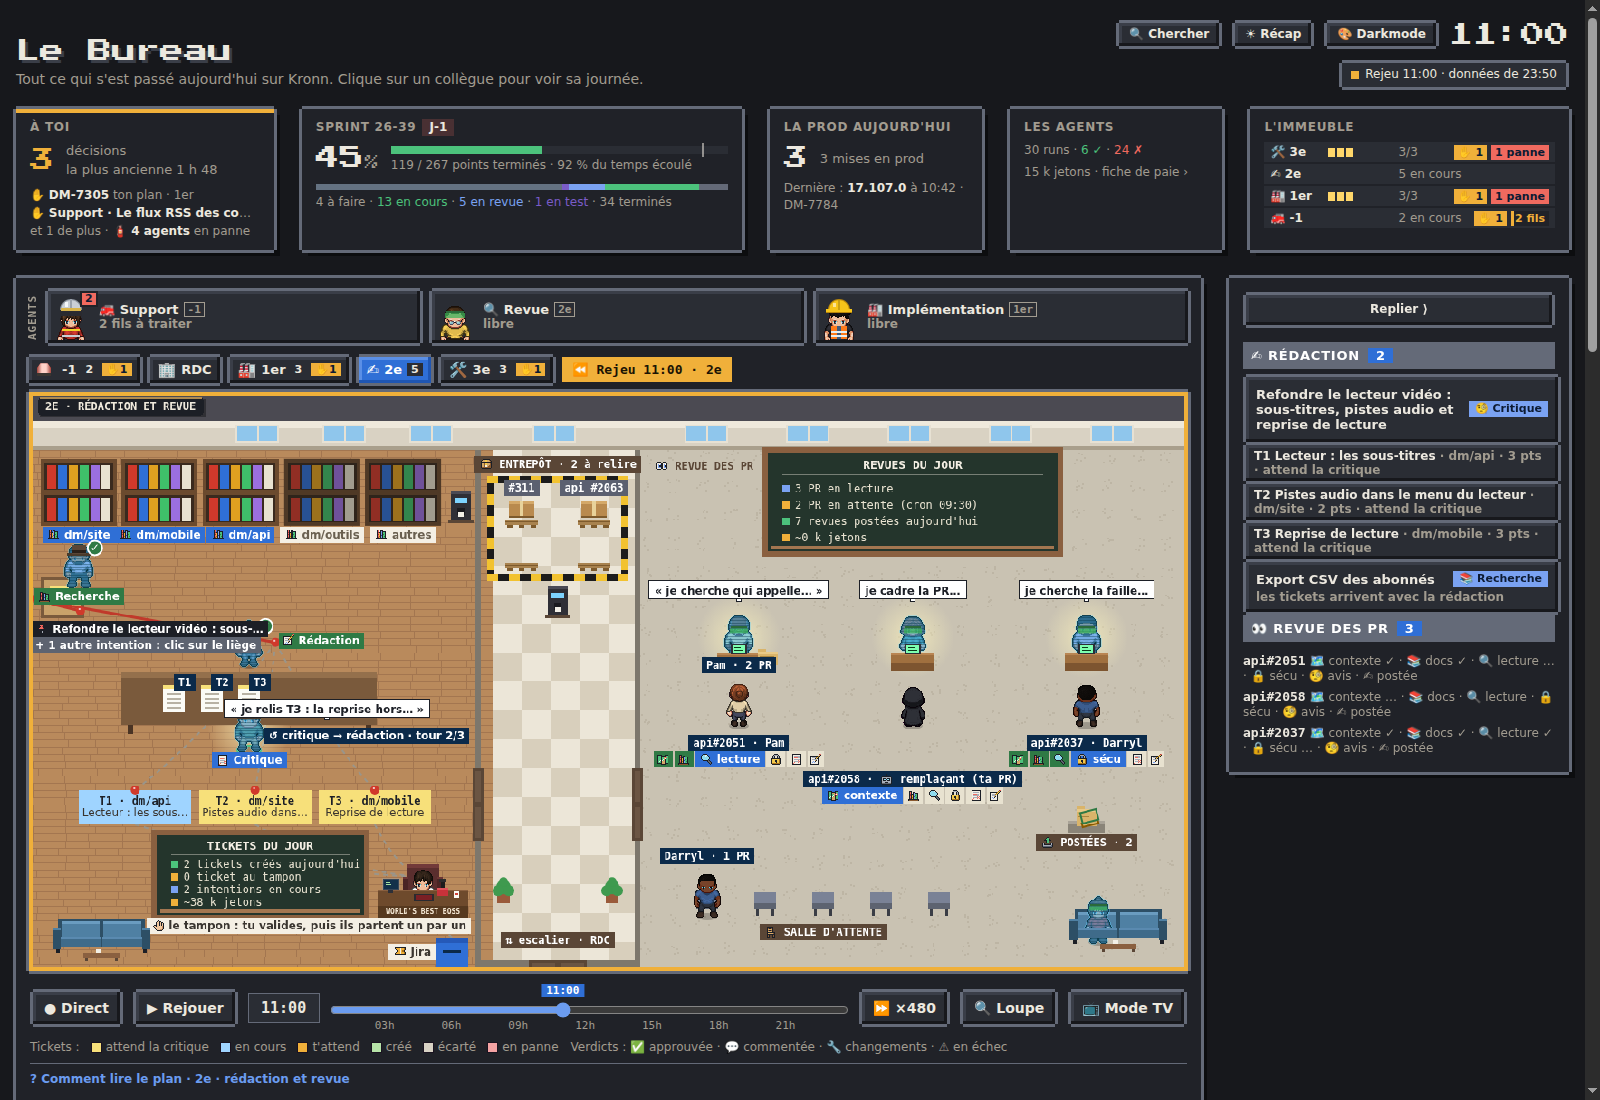 Le Bureau
Tout ce qui s'est passé aujourd'hui sur Kronn. Clique sur un collègue pour voir sa journée.
🔍 Chercher
☀ Récap
🎨 Darkmode
11:00
Rejeu 11:00 · données de 23:50
À TOI
3
décisions
la plus ancienne 1 h 48
✋ DM-7305 ton plan · 1er
✋ Support · Le flux RSS des co…
et 1 de plus · 🧯 4 agents en panne
SPRINT 26-39 J-1
45%
119 / 267 points terminés · 92 % du temps écoulé
4 à faire · 13 en cours · 5 en revue · 1 en test · 34 terminés
LA PROD AUJOURD'HUI
3 3 mises en prod
Dernière : 17.107.0 à 10:42 ·
DM-7784
LES AGENTS
30 runs · 6 ✓ · 24 ✗
15 k jetons · fiche de paie ›
L'IMMEUBLE
🛠️ 3e 3/3 ✋ 1 1 panne
✍ 2e 5 en cours
🏭 1er 3/3 ✋ 1 1 panne
🚒 -1 2 en cours ✋ 1 2 fils
AGENTS
2
🚒 Support -1
2 fils à traiter
🔍 Revue 2e
libre
🏭 Implémentation 1er
libre
-1 2 ✋1
🏢 RDC
🏭 1er 3 ✋1
✍ 2e 5
🛠️ 3e 3 ✋1
⏪ Rejeu 11:00 · 2e
2E · RÉDACTION ET REVUE
ENTREPÔT · 2 à relire
REVUE DES PR
#311
api #2063
REVUES DU JOUR
3 PR en lecture
2 PR en attente (cron 09:30)
7 revues postées aujourd'hui
~0 k jetons
dm/site
dm/mobile
dm/api
dm/outils
autres
Recherche
Refondre le lecteur vidéo : sous-…
+ 1 autre intention : clic sur le liège
Rédaction
« je cherche qui appelle… »
je cadre la PR…
je cherche la faille…
Pam · 2 PR
T1
T2
T3
« je relis T3 : la reprise hors… »
↺ critique → rédaction · tour 2/3
Critique
api#2051 · Pam
lecture
api#2037 · Darryl
sécu
api#2058 · remplaçant (ta PR)
contexte
T1 · dm/api
Lecteur : les sous…
T2 · dm/site
Pistes audio dans…
T3 · dm/mobile
Reprise de lecture
POSTÉES · 2
TICKETS DU JOUR
2 tickets créés aujourd'hui
0 ticket au tampon
2 intentions en cours
~38 k jetons
WORLD'S BEST BOSS
le tampon : tu valides, puis ils partent un par un
Jira
⇅ escalier · RDC
Darryl · 1 PR
SALLE D'ATTENTE
● Direct
▶ Rejouer
11:00
11:00
03h 06h 09h 12h 15h 18h 21h
⏩ ×480
🔍 Loupe
📺 Mode TV
Tickets : attend la critique en cours t'attend créé écarté en panne Verdicts : ✅ approuvée · 💬 commentée · 🔧 changements · ⚠ en échec
? Comment lire le plan · 2e · rédaction et revue
Replier ⟩
✍ RÉDACTION 2
Refondre le lecteur vidéo :
sous-titres, pistes audio et
reprise de lecture
🧐 Critique
T1 Lecteur : les sous-titres · dm/api · 3 pts
· attend la critique
T2 Pistes audio dans le menu du lecteur ·
dm/site · 2 pts · attend la critique
T3 Reprise de lecture · dm/mobile · 3 pts ·
attend la critique
Export CSV des abonnés
📚 Recherche
les tickets arrivent avec la rédaction
👀 REVUE DES PR 3
api#2051 🗺️ contexte ✓ · 📚 docs ✓ · 🔍 lecture …
· 🔒 sécu · 🧐 avis · ✍ postée
api#2058 🗺️ contexte … · 📚 docs · 🔍 lecture · 🔒
sécu · 🧐 avis · ✍ postée
api#2037 🗺️ contexte ✓ · 📚 docs ✓ · 🔍 lecture ✓
· 🔒 sécu … · 🧐 avis · ✍ postée